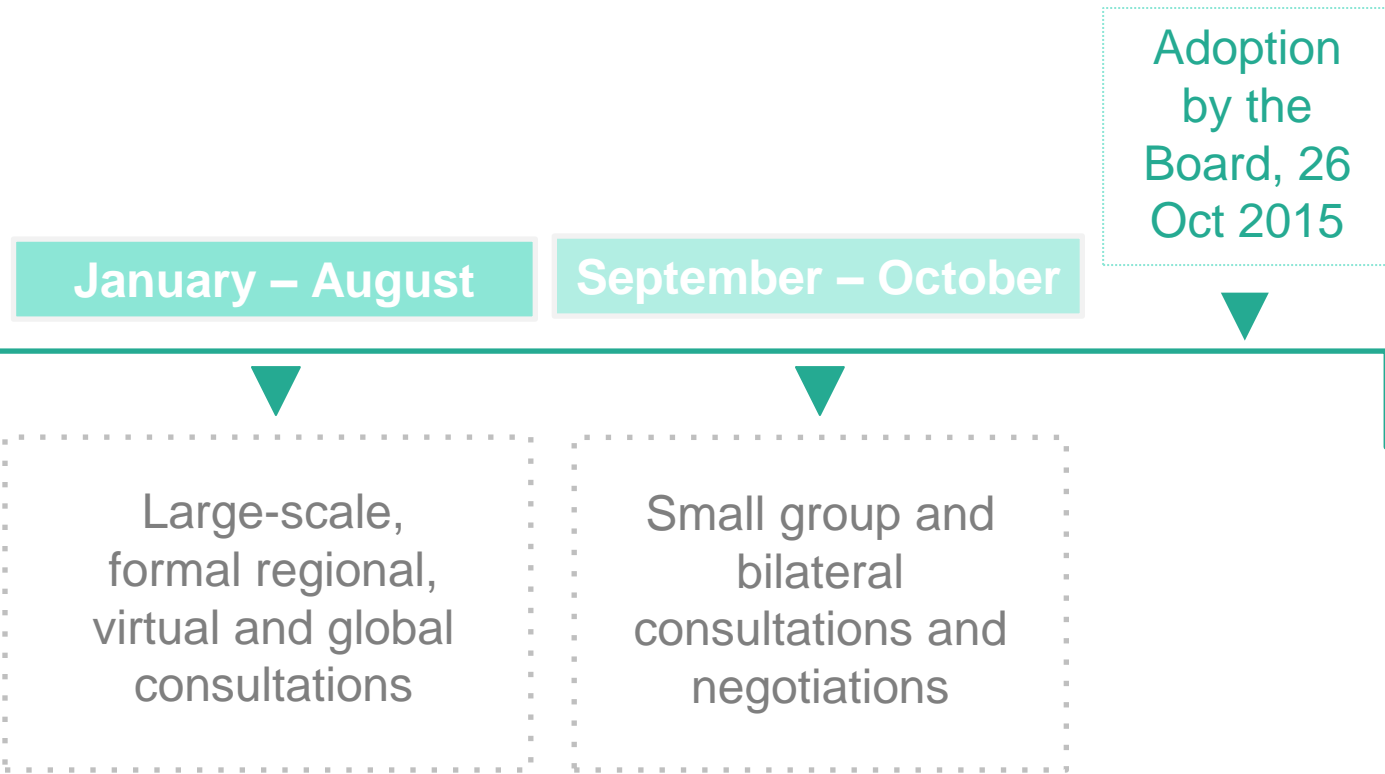 Adoption
by the
Board, 26
Oct 2015
January – August
September – October
Large-scale,
formal regional,
virtual and global
consultations
Small group and
bilateral
consultations and
negotiations